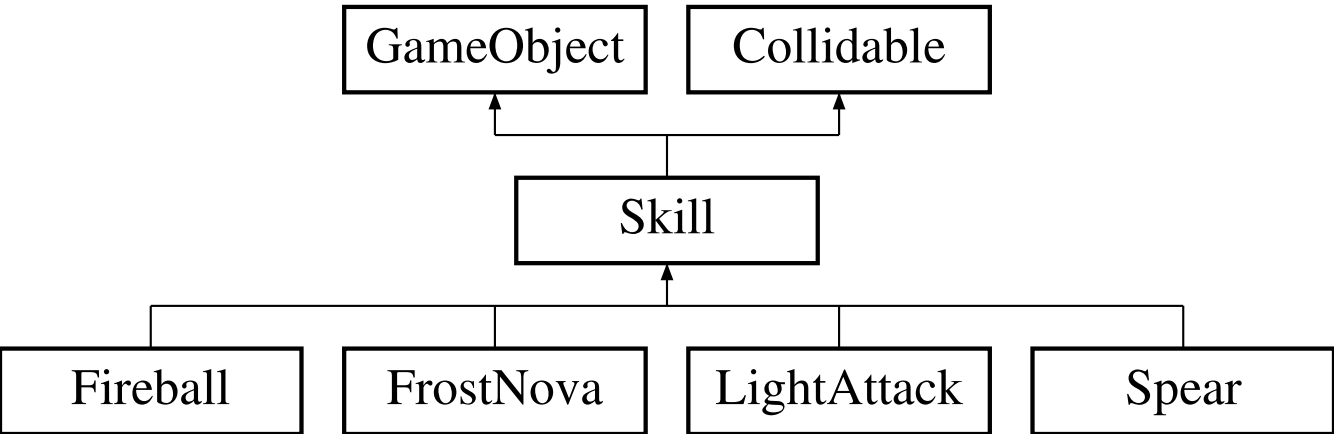 GameObject
Collidable
Skill
Fireball
FrostNova
LightAttack
Spear